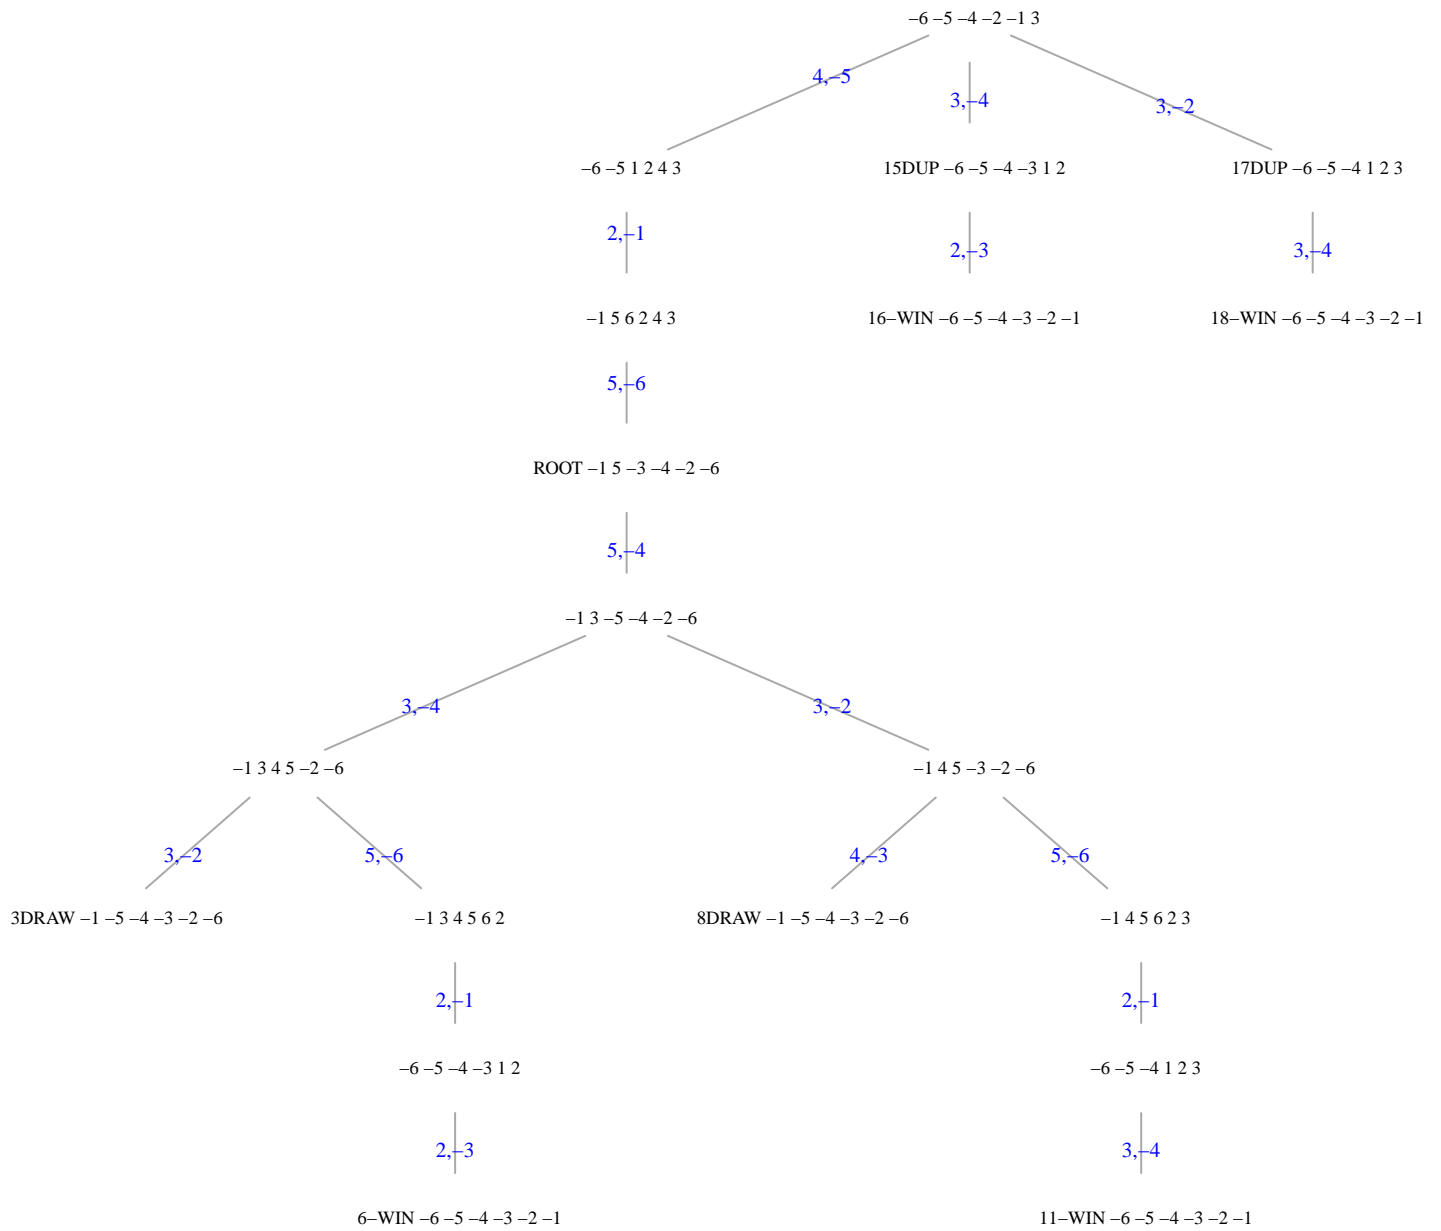 –6 –5 –4 –2 –1 3
4,–5
3,–4
3,–2
–6 –5 1 2 4 3
15DUP –6 –5 –4 –3 1 2
17DUP –6 –5 –4 1 2 3
2,–1
2,–3
3,–4
–1 5 6 2 4 3
16–WIN –6 –5 –4 –3 –2 –1
18–WIN –6 –5 –4 –3 –2 –1
5,–6
ROOT –1 5 –3 –4 –2 –6
5,–4
–1 3 –5 –4 –2 –6
3,–4
3,–2
–1 3 4 5 –2 –6
–1 4 5 –3 –2 –6
3,–2
5,–6
4,–3
5,–6
3DRAW –1 –5 –4 –3 –2 –6
–1 3 4 5 6 2
8DRAW –1 –5 –4 –3 –2 –6
–1 4 5 6 2 3
2,–1
2,–1
–6 –5 –4 –3 1 2
–6 –5 –4 1 2 3
2,–3
3,–4
6–WIN –6 –5 –4 –3 –2 –1
11–WIN –6 –5 –4 –3 –2 –1